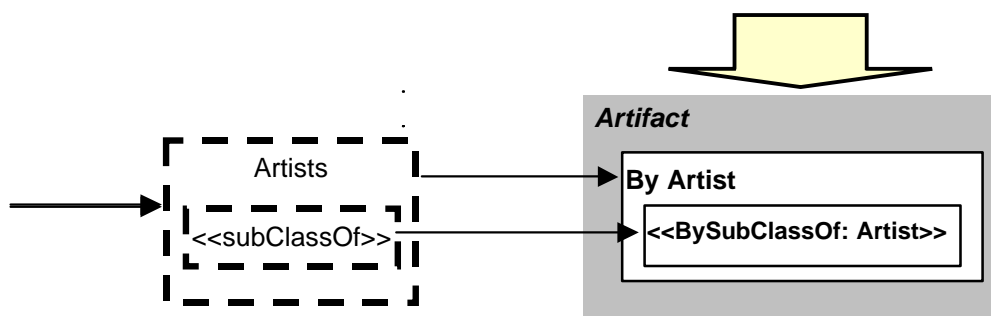 Artists
<<subClassOf>>
Artifact
By Artist
<<BySubClassOf: Artist>>